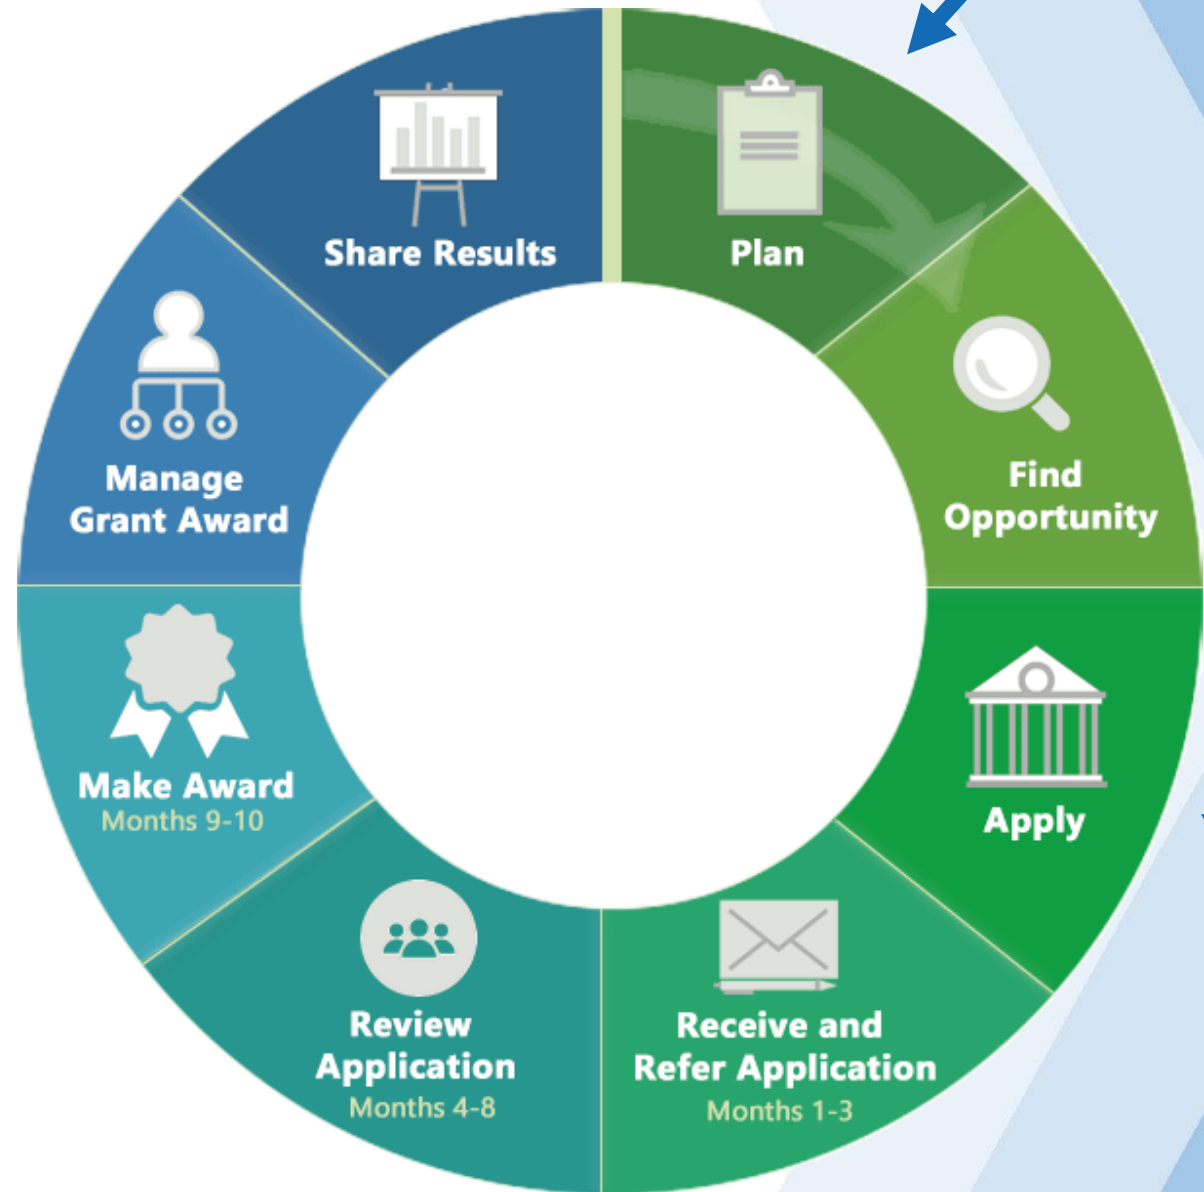 Plan
Find
Opportunity
Apply
Receive and
Refer Application
Months 1-3
Review
Application
Months 4-8
Make Award
Months 9-10
Manage
Grant Award
Share Results